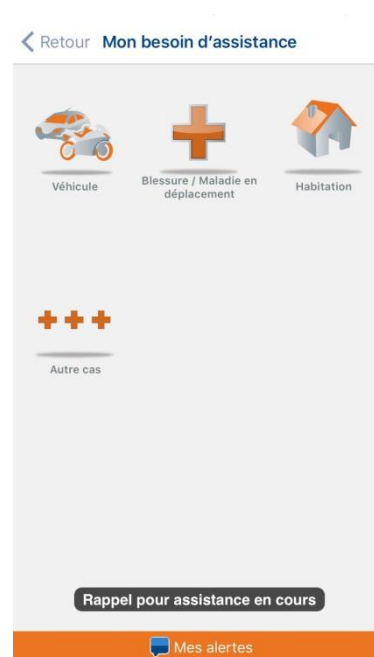 Retour Mon besoin d'assistance
Véhicule
Blessure / Maladie en
déplacement
Habitation
Autre cas
Rappel pour assistance en cours
Mes alertes